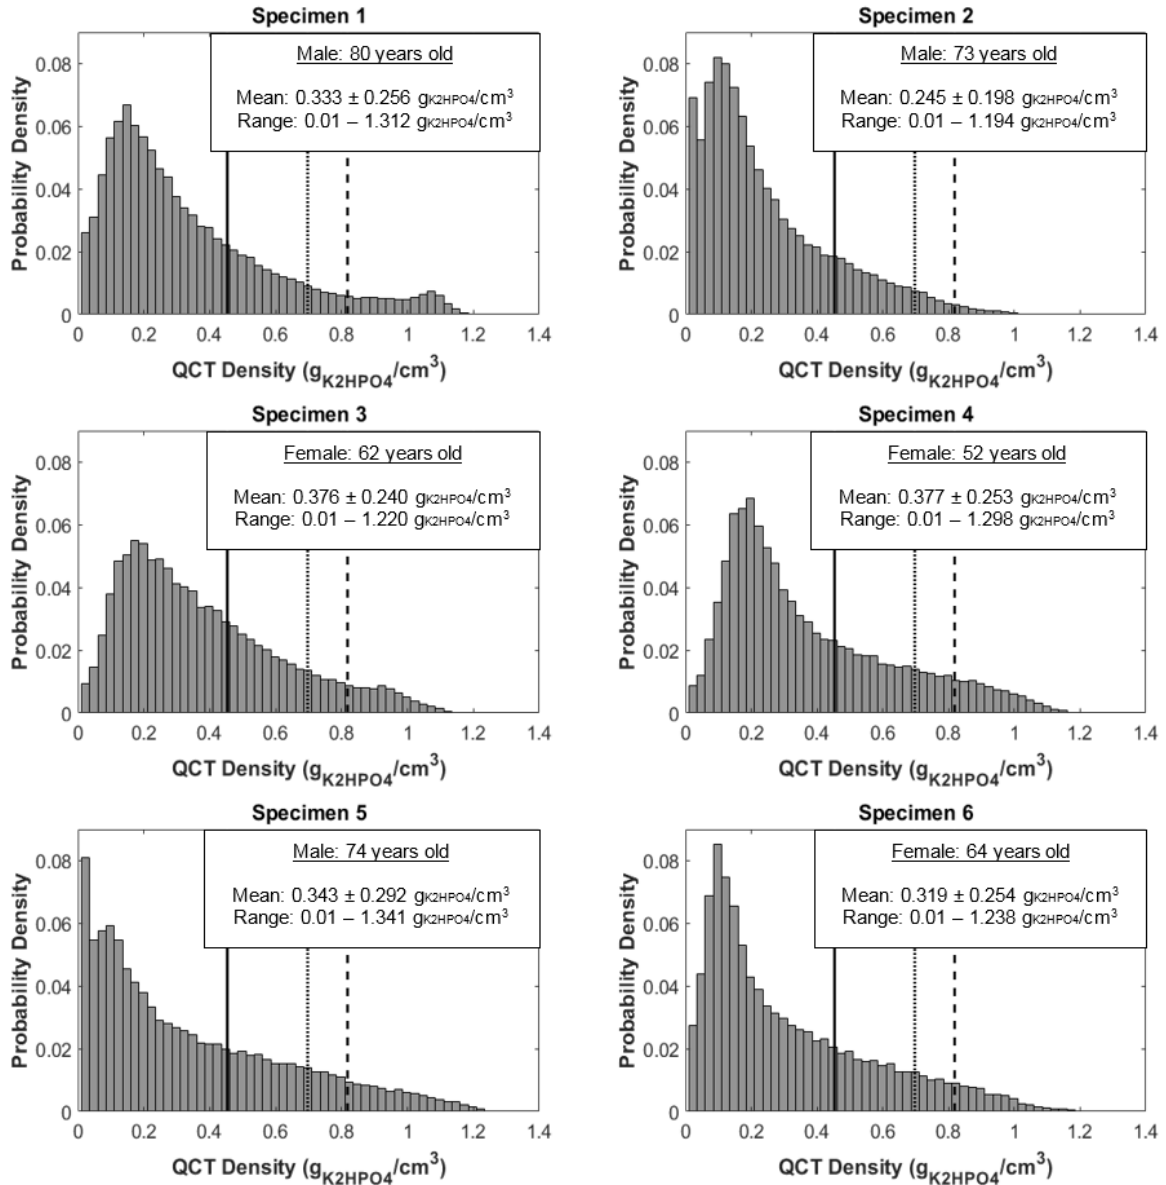 Specimen 1
Male: 80 years old
Mean: 0.333 ± 0.256 gK2HPO4/cm³
Range: 0.01 – 1.312 gK2HPO4/cm³
Probability Density
0.08
0.06
0.04
0.02
0
0 0.2 0.4 0.6 0.8 1 1.2 1.4
QCT Density (gK2HPO4/cm³)
Specimen 2
Male: 73 years old
Mean: 0.245 ± 0.198 gK2HPO4/cm³
Range: 0.01 – 1.194 gK2HPO4/cm³
Probability Density
0.08
0.06
0.04
0.02
0
0 0.2 0.4 0.6 0.8 1 1.2 1.4
QCT Density (gK2HPO4/cm³)
Specimen 3
Female: 62 years old
Mean: 0.376 ± 0.240 gK2HPO4/cm³
Range: 0.01 – 1.220 gK2HPO4/cm³
Probability Density
0.08
0.06
0.04
0.02
0
0 0.2 0.4 0.6 0.8 1 1.2 1.4
QCT Density (gK2HPO4/cm³)
Specimen 4
Female: 52 years old
Mean: 0.377 ± 0.253 gK2HPO4/cm³
Range: 0.01 – 1.298 gK2HPO4/cm³
Probability Density
0.08
0.06
0.04
0.02
0
0 0.2 0.4 0.6 0.8 1 1.2 1.4
QCT Density (gK2HPO4/cm³)
Specimen 5
Male: 74 years old
Mean: 0.343 ± 0.292 gK2HPO4/cm³
Range: 0.01 – 1.341 gK2HPO4/cm³
Probability Density
0.08
0.06
0.04
0.02
0
0 0.2 0.4 0.6 0.8 1 1.2 1.4
QCT Density (gK2HPO4/cm³)
Specimen 6
Female: 64 years old
Mean: 0.319 ± 0.254 gK2HPO4/cm³
Range: 0.01 – 1.238 gK2HPO4/cm³
Probability Density
0.08
0.06
0.04
0.02
0
0 0.2 0.4 0.6 0.8 1 1.2 1.4
QCT Density (gK2HPO4/cm³)